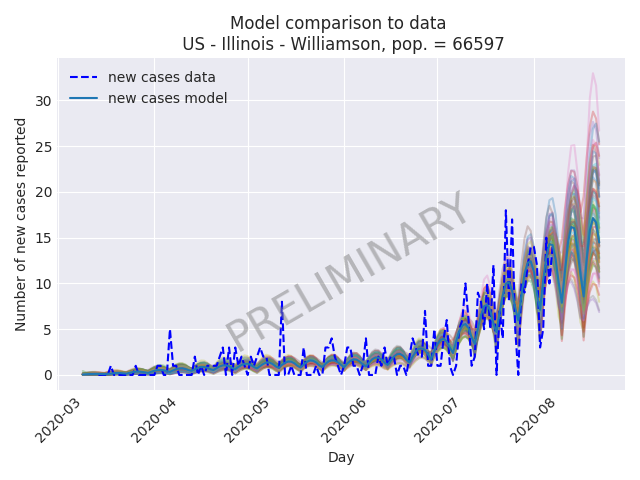 Model comparison to data
US - Illinois - Williamson, pop. = 66597
new cases data
new cases model
Number of new cases reported
30
25
20
15
10
5
0
PRELIMINARY
2020-03
2020-04
2020-05
2020-06
2020-07
2020-08
Day